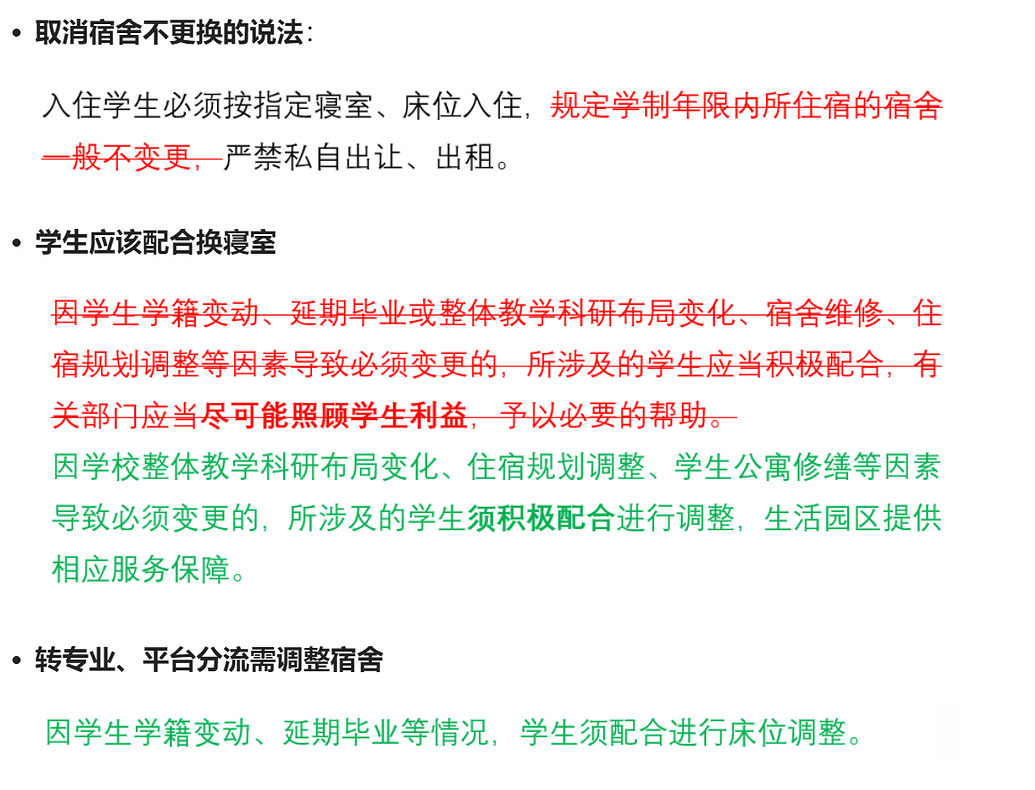 • 取消宿舍不更换的说法：
入住学生必须按指定寝室、床位入住，规定学制年限内所住宿的宿舍
一般不变更，严禁私自出让、出租。
• 学生应该配合换寝室
因学生学籍变动、延期毕业或整体教学科研布局变化、宿舍维修、住
宿规划调整等因素导致必须变更的，所涉及的学生应当积极配合，有
关部门应当尽可能照顾学生利益，予以必要的帮助。
因学校整体教学科研布局变化、住宿规划调整、学生公寓修缮等因素
导致必须变更的，所涉及的学生须积极配合进行调整，生活园区提供
相应服务保障。
• 转专业、平台分流需调整宿舍
因学生学籍变动、延期毕业等情况，学生须配合进行床位调整。